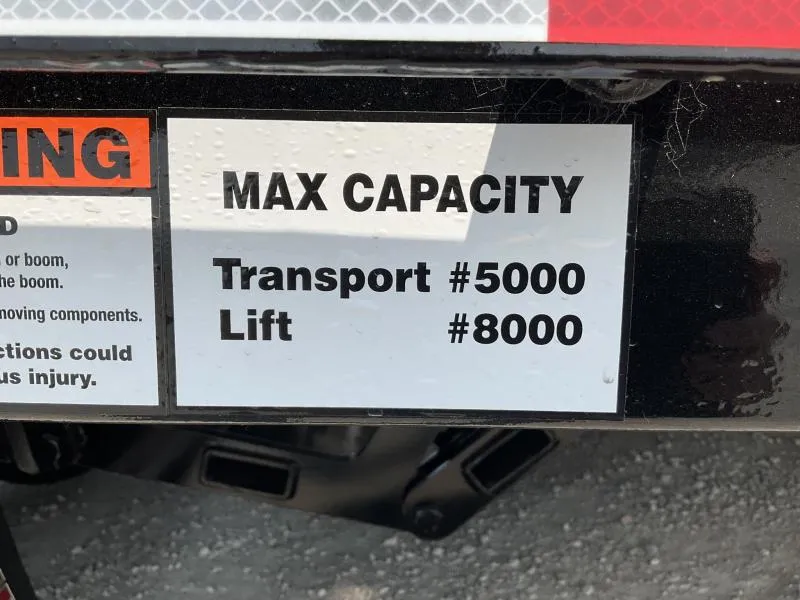 ING
D
or boom,
he boom.
moving components.
ctions could
us injury.
MAX CAPACITY
Transport #5000
Lift #8000